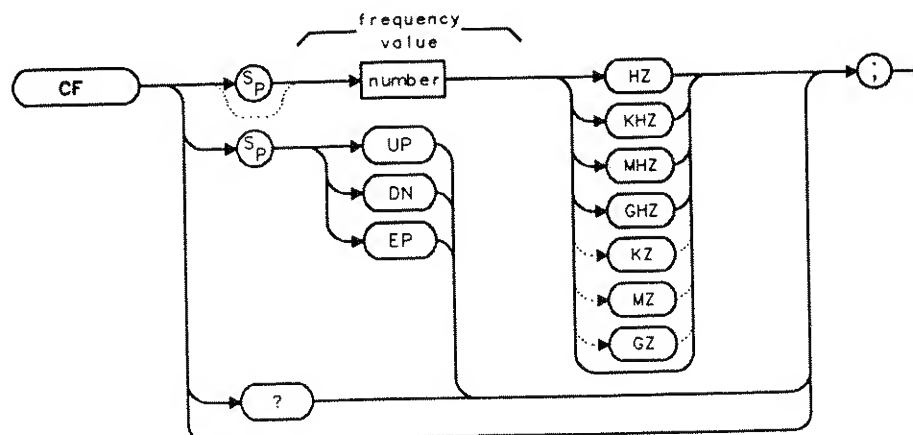 frequency
value
CF
SP
number
HZ
;
KHZ
SP
UP
MHZ
DN
GHZ
EP
KZ
MZ
GZ
?